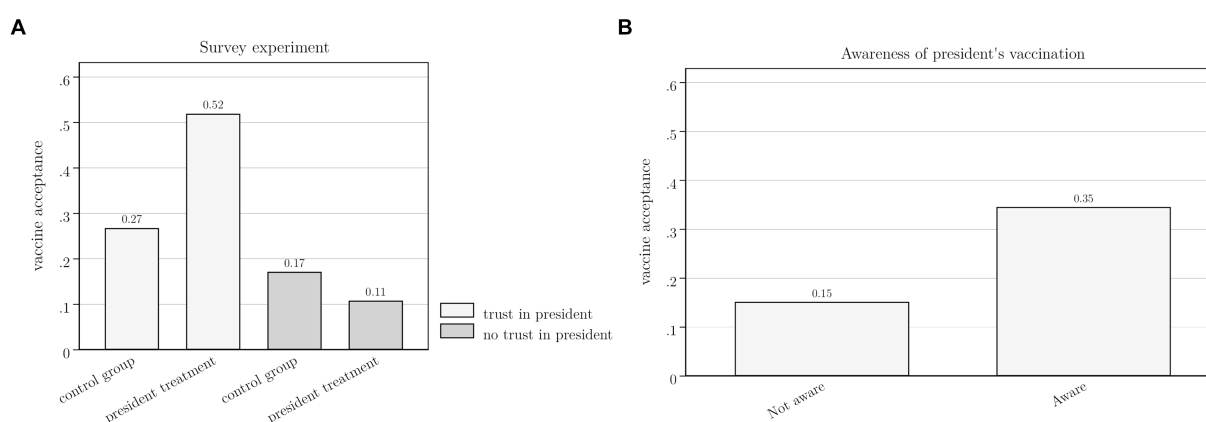 A
Survey experiment
vaccine acceptance
.6
.5
.4
.3
.2
.1
0
0.27
0.52
0.17
0.11
control group
president treatment
control group
president treatment
trust in president
no trust in president
B
Awareness of president's vaccination
vaccine acceptance
.6
.5
.4
.3
.2
.1
0
0.15
0.35
Not aware
Aware